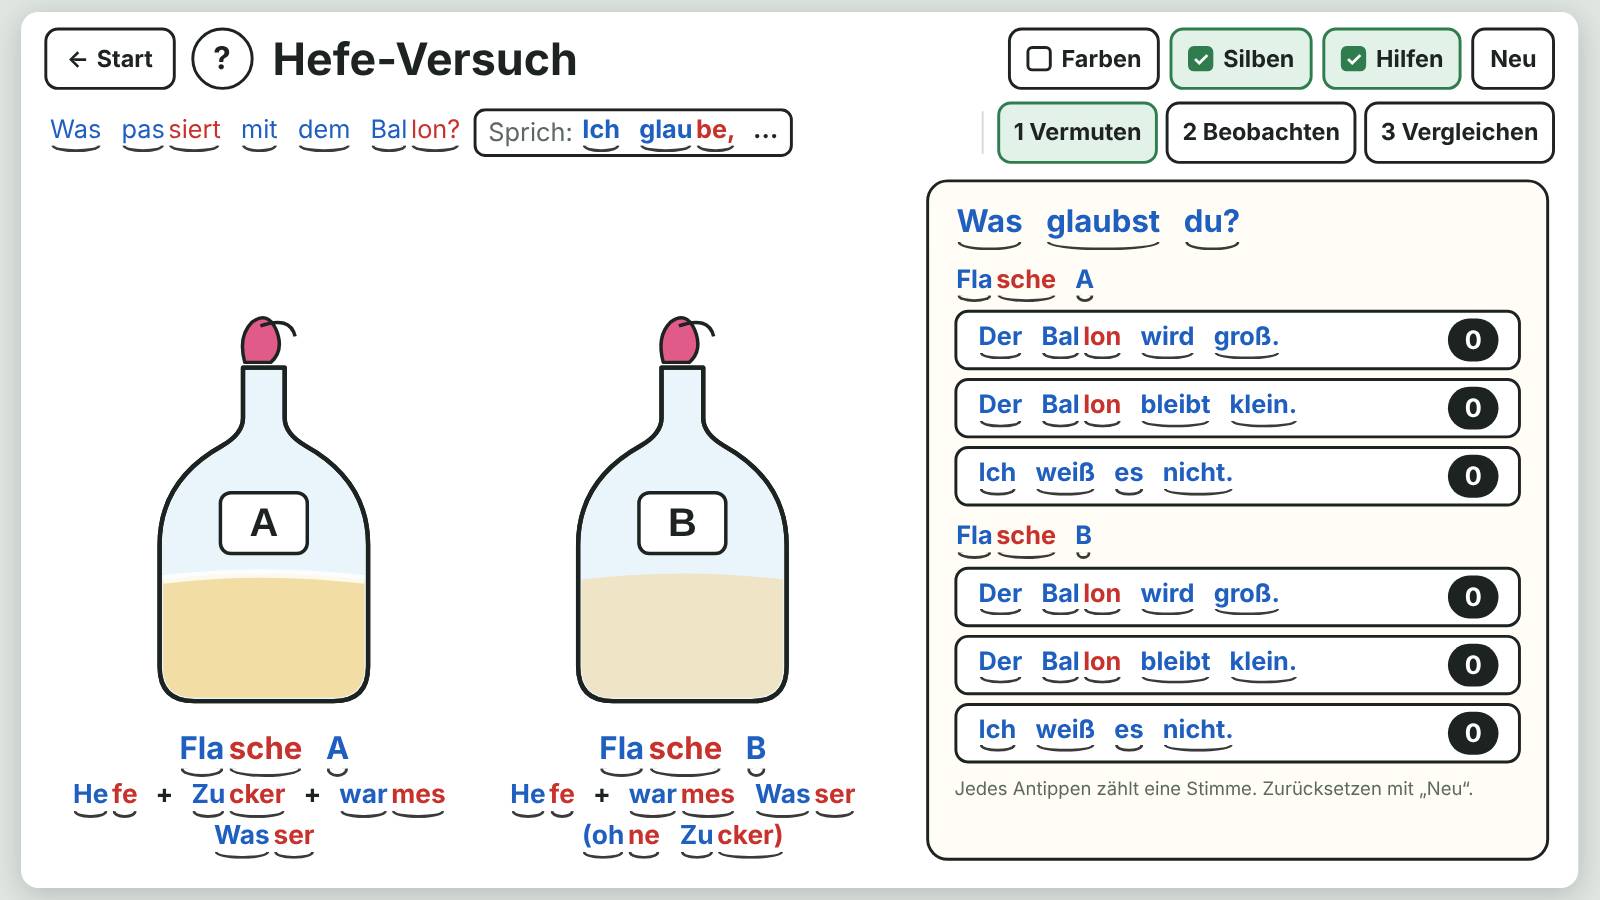 ← Start ? Hefe-Versuch Farben Silben Hilfen Neu
Was passiert mit dem Ballon? Sprich: Ich glaube, ... 1 Vermuten 2 Beobachten 3 Vergleichen
A
B
Flasche A
Hefe + Zucker + warmes
Wasser
Flasche B
Hefe + warmes Wasser
(ohne Zucker)
Was glaubst du?
Flasche A
Der Ballon wird groß. 0
Der Ballon bleibt klein. 0
Ich weiß es nicht. 0
Flasche B
Der Ballon wird groß. 0
Der Ballon bleibt klein. 0
Ich weiß es nicht. 0
Jedes Antippen zählt eine Stimme. Zurücksetzen mit „Neu“.